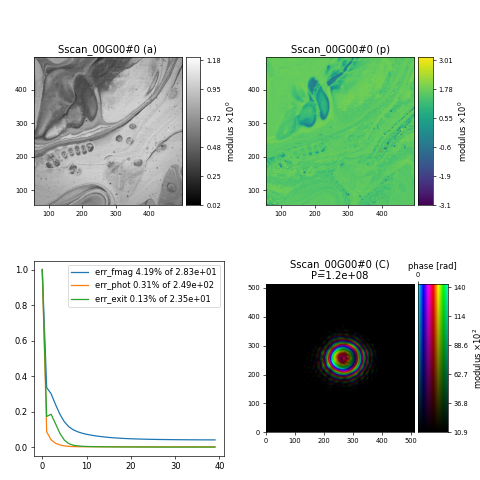 Sscan_00G00#0 (a)
400
300
200
100
100 200 300 400
1.18
0.95
0.72
0.48
0.25
0.02
modulus ×10^0
Sscan_00G00#0 (p)
400
300
200
100
100 200 300 400
3.01
1.78
0.55
-0.6
-1.9
-3.1
modulus ×10^0
1.0
0.8
0.6
0.4
0.2
0.0
0 10 20 30 40
err_fmag 4.19% of 2.83e+01
err_phot 0.31% of 2.49e+02
err_exit 0.13% of 2.35e+01
Sscan_00G00#0 (C)
P=1.2e+08
500
400
300
200
100
0
0 100 200 300 400 500
phase [rad]
0
140
114
88.6
62.7
36.8
10.9
modulus ×10^2